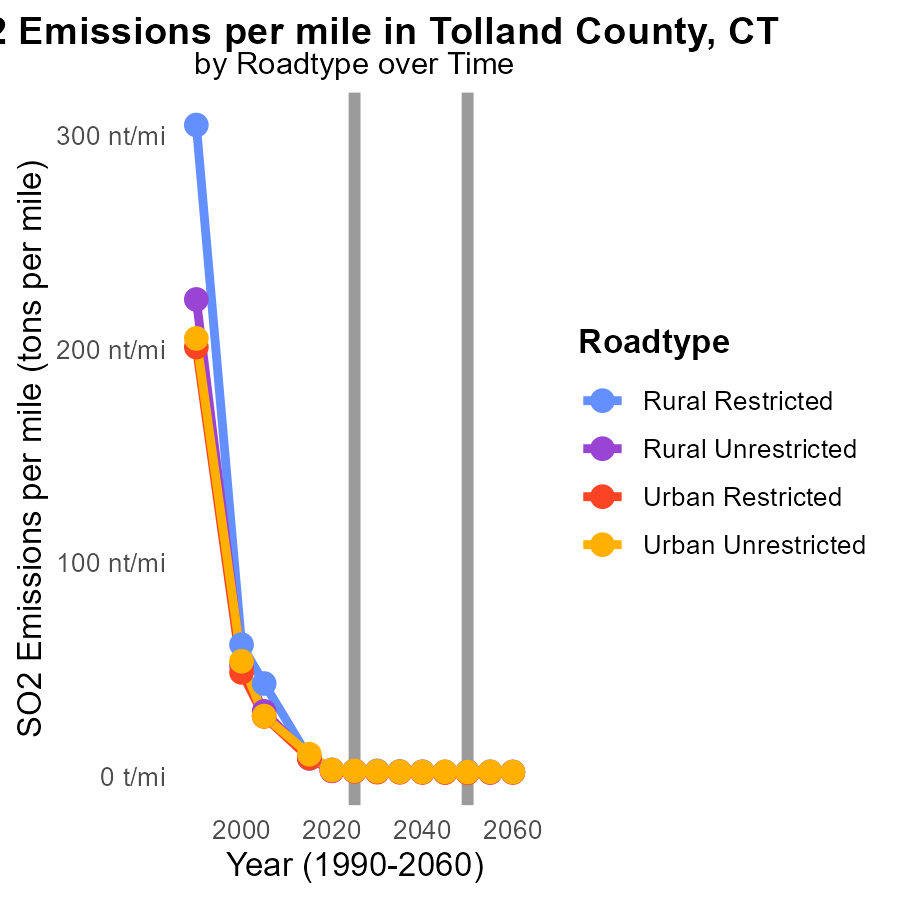 2 Emissions per mile in Tolland County, CT
by Roadtype over Time
SO2 Emissions per mile (tons per mile)
300 nt/mi
200 nt/mi
100 nt/mi
0 t/mi
2000 2020 2040 2060
Year (1990-2060)
Roadtype
Rural Restricted
Rural Unrestricted
Urban Restricted
Urban Unrestricted